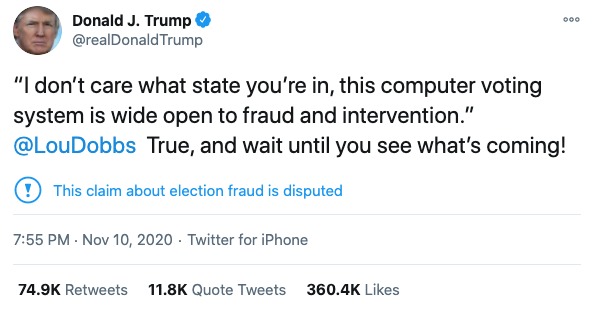 Donald J. Trump
@realDonaldTrump
“I don’t care what state you’re in, this computer voting
system is wide open to fraud and intervention.”
@LouDobbs True, and wait until you see what’s coming!
This claim about election fraud is disputed
7:55 PM · Nov 10, 2020 · Twitter for iPhone
74.9K Retweets 11.8K Quote Tweets 360.4K Likes